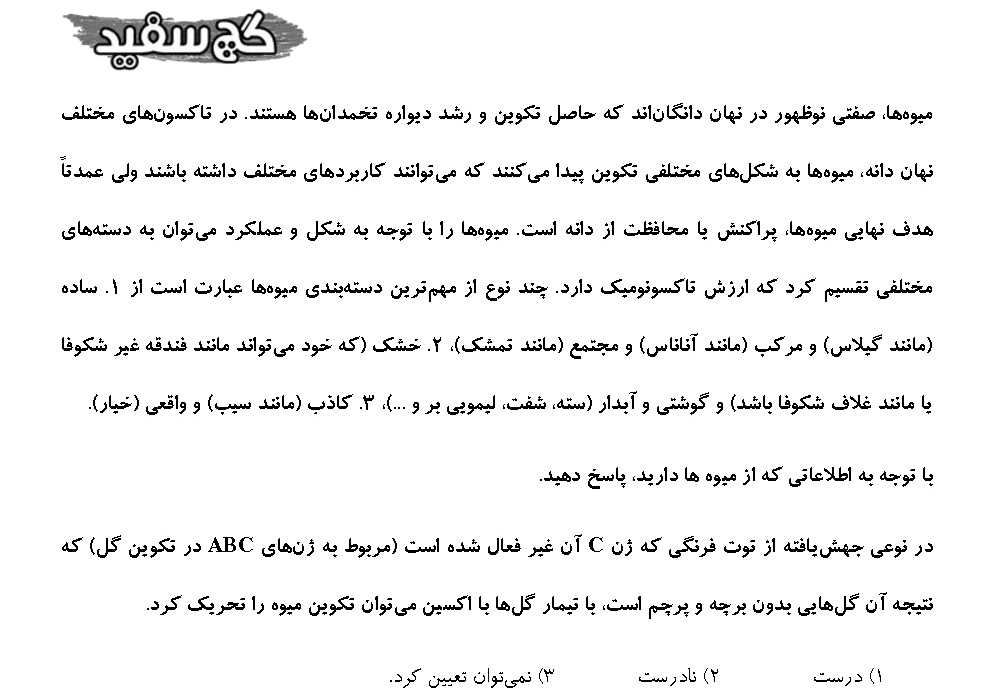 گچ سفید
میوه‌ها، صفتی نوظهور در نهان دانگان‌اند که حاصل تکوین و رشد دیواره تخمدان‌ها هستند. در تاکسون‌های مختلف
نهان دانه، میوه‌ها به شکل‌های مختلفی تکوین پیدا می‌کنند که می‌توانند کاربردهای مختلف داشته باشند ولی عمدتاً
هدف نهایی میوه‌ها، پراکنش یا محافظت از دانه است. میوه‌ها را با توجه به شکل و عملکرد می‌توان به دسته‌های
مختلفی تقسیم کرد که ارزش تاکسونومیک دارد. چند نوع از مهم‌ترین دسته‌بندی میوه‌ها عبارت است از ۱. ساده
(مانند گیلاس) و مرکب (مانند آناناس) و مجتمع (مانند تمشک)، ۲. خشک (که خود می‌تواند مانند فندقه غیر شکوفا
یا مانند غلاف شکوفا باشد) و گوشتی و آبدار (سته، شفت، لیمویی بر و ...)، ۳. کاذب (مانند سیب) و واقعی (خیار).
با توجه به اطلاعاتی که از میوه ها دارید، پاسخ دهید.
در نوعی جهش‌یافته از توت فرنگی که ژن C آن غیر فعال شده است (مربوط به ژن‌های ABC در تکوین گل) که
نتیجه آن گل‌هایی بدون برچه و پرچم است، با تیمار گل‌ها با اکسین می‌توان تکوین میوه را تحریک کرد.
۱) درست ۲) نادرست ۳) نمی‌توان تعیین کرد.